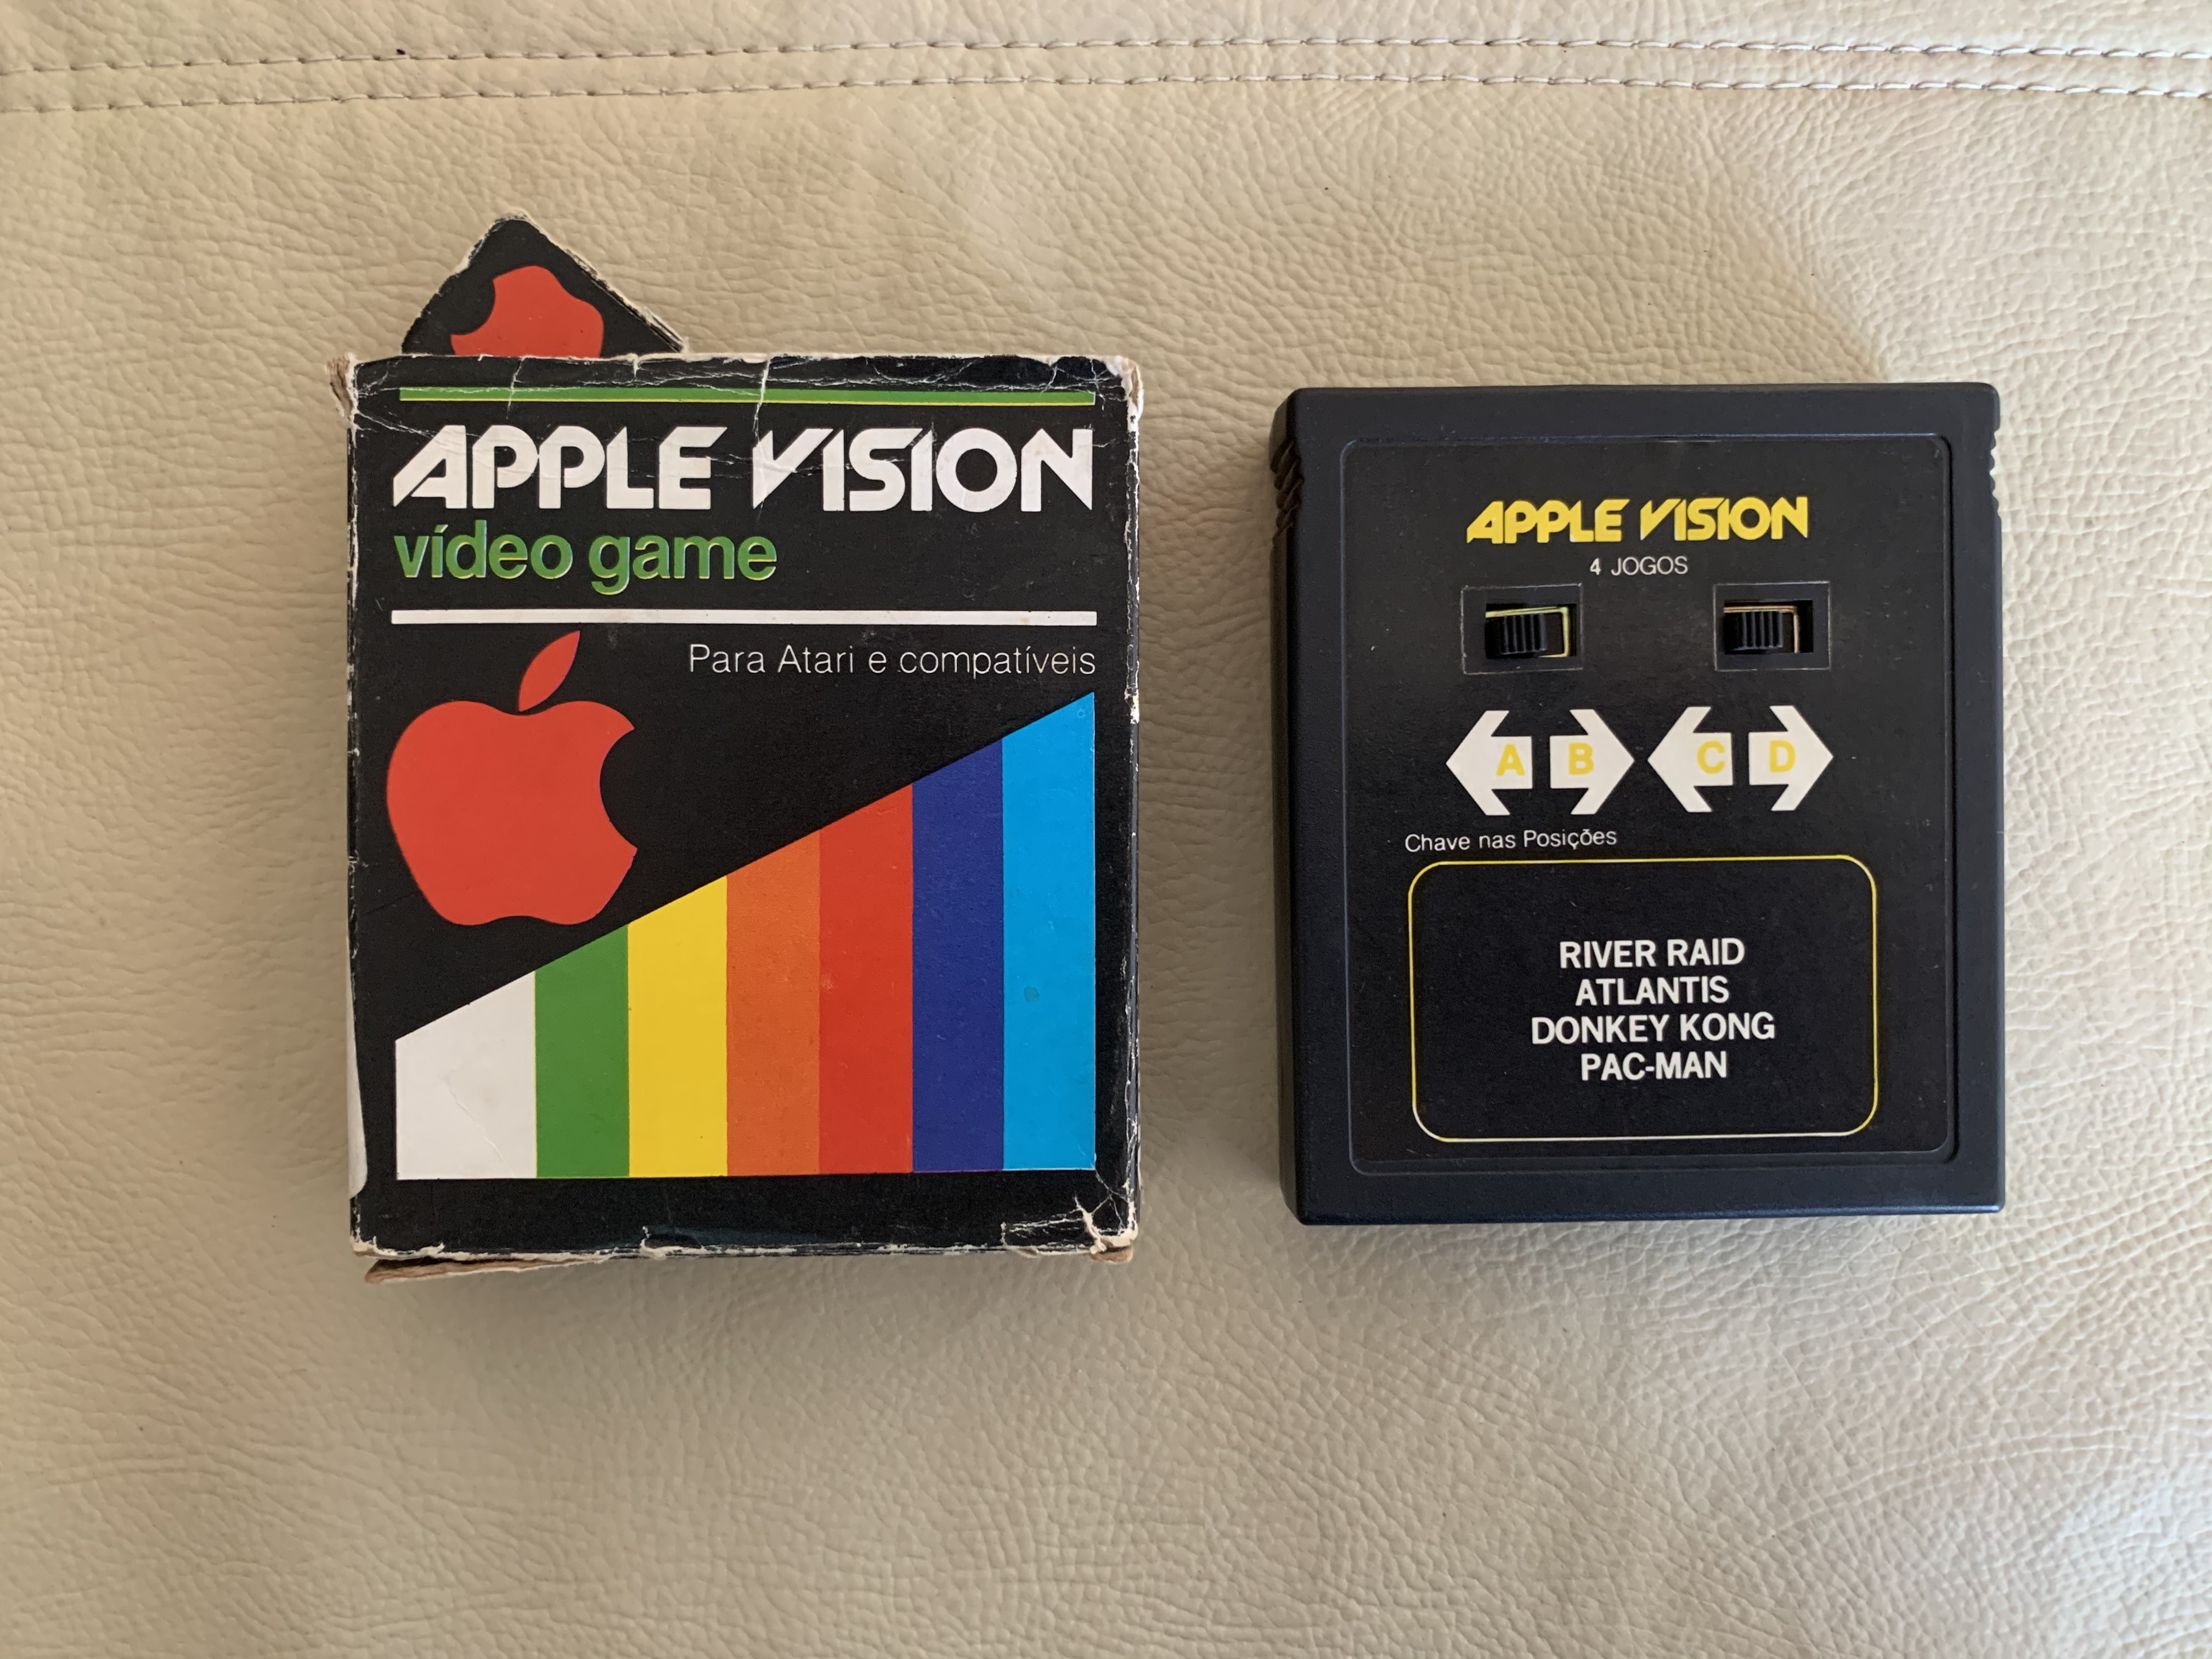 APPLE VISION
vídeo game
Para Atari e compatíveis
APPLE VISION
4 JOGOS
A B C D
Chave nas Posições
RIVER RAID
ATLANTIS
DONKEY KONG
PAC-MAN